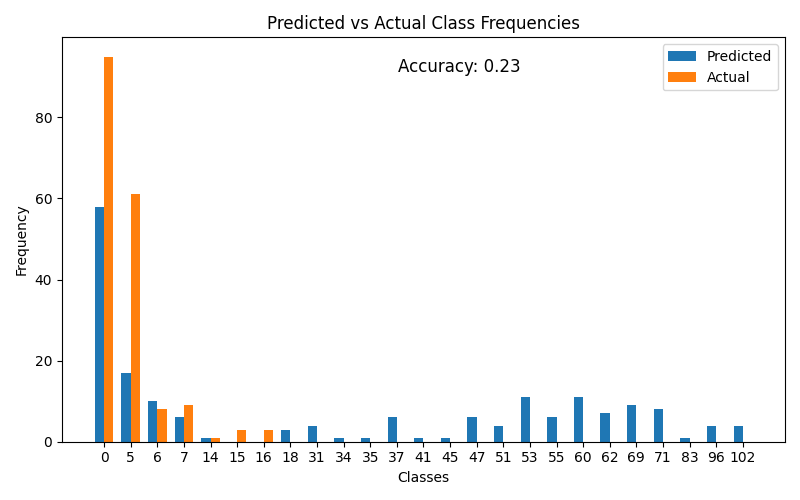 Predicted vs Actual Class Frequencies
Accuracy: 0.23
Predicted
Actual
Frequency
80
60
40
20
0
0 5 6 7 14 15 16 18 31 34 35 37 41 45 47 51 53 55 60 62 69 71 83 96 102
Classes